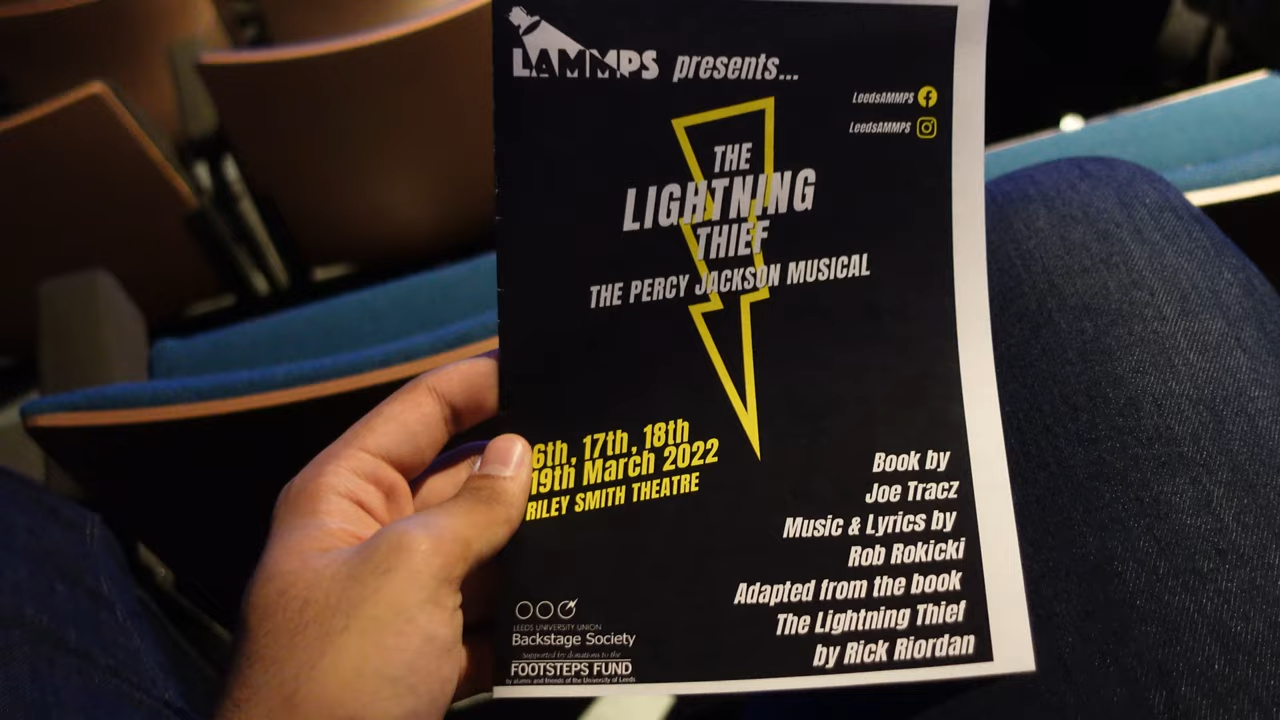 LAMMPS presents...
LeedsAMMPS
LeedsAMMPS
THE
LIGHTNING
THIEF
THE PERCY JACKSON MUSICAL
6th, 17th, 18th
19th March 2022
RILEY SMITH THEATRE
Book by
Joe Tracz
Music & Lyrics by
Rob Rokicki
Adapted from the book
The Lightning Thief
by Rick Riordan
LEEDS UNIVERSITY UNION
Backstage Society
Supported by donations to the
FOOTSTEPS FUND
by alumni and friends of the University of Leeds